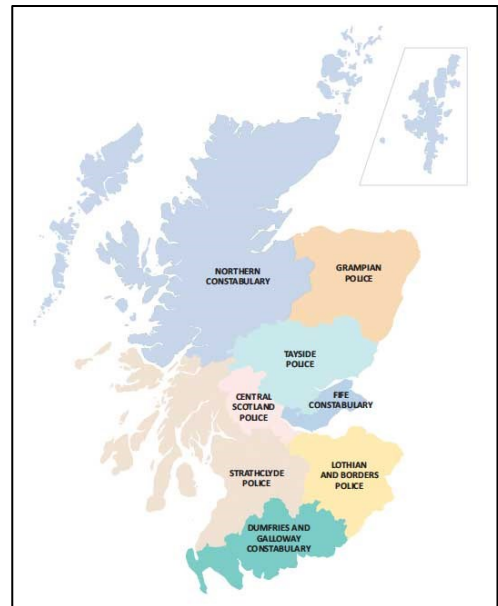 NORTHERN
CONSTABULARY
GRAMPIAN
POLICE
TAYSIDE
POLICE
CENTRAL
SCOTLAND
POLICE
FIFE
CONSTABULARY
STRATHCLYDE
POLICE
LOTHIAN
AND BORDERS
POLICE
DUMFRIES AND
GALLOWAY
CONSTABULARY